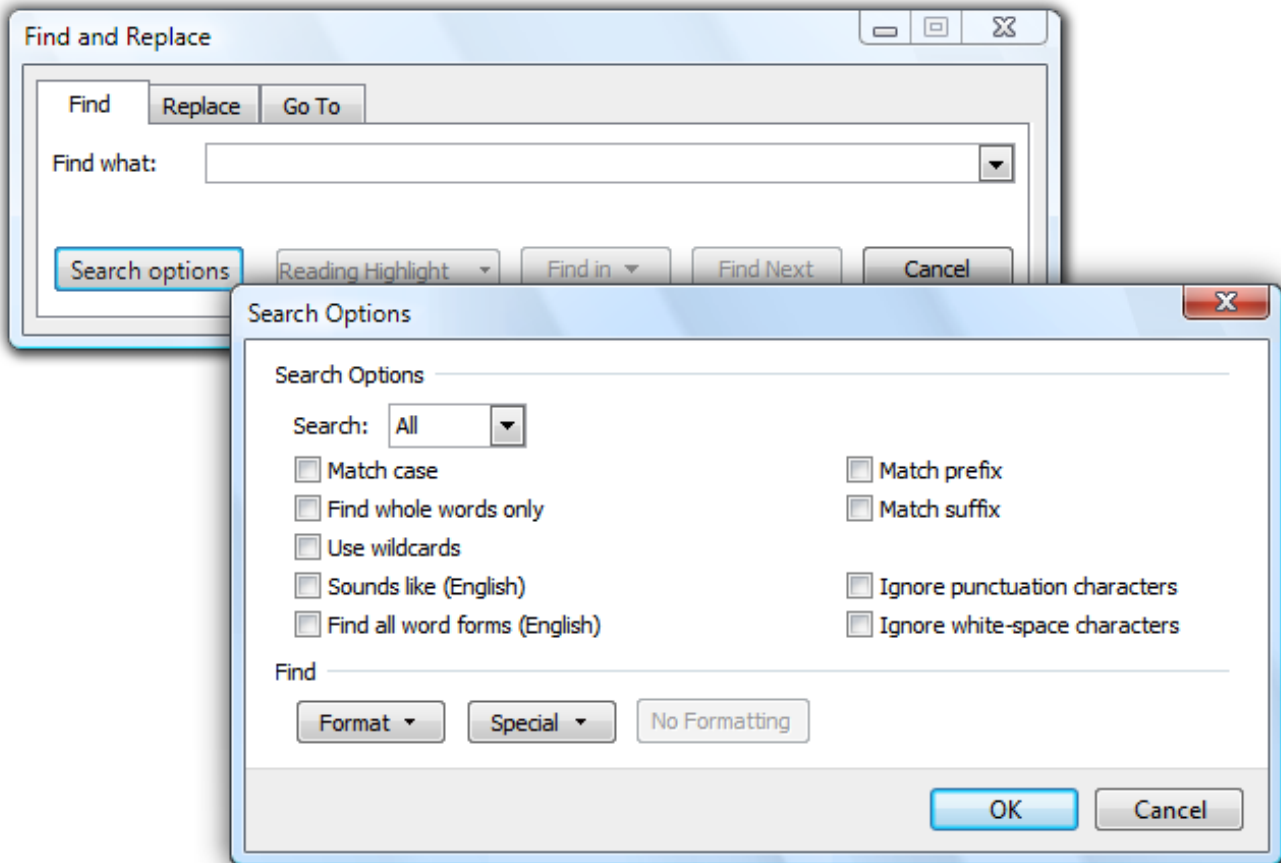 Find and Replace
Find Replace Go To
Find what:
Search options Reading Highlight Find in Find Next Cancel
Search Options
Search Options
Search: All
Match case Match prefix
Find whole words only Match suffix
Use wildcards
Sounds like (English) Ignore punctuation characters
Find all word forms (English) Ignore white-space characters
Find
Format Special No Formatting
OK Cancel